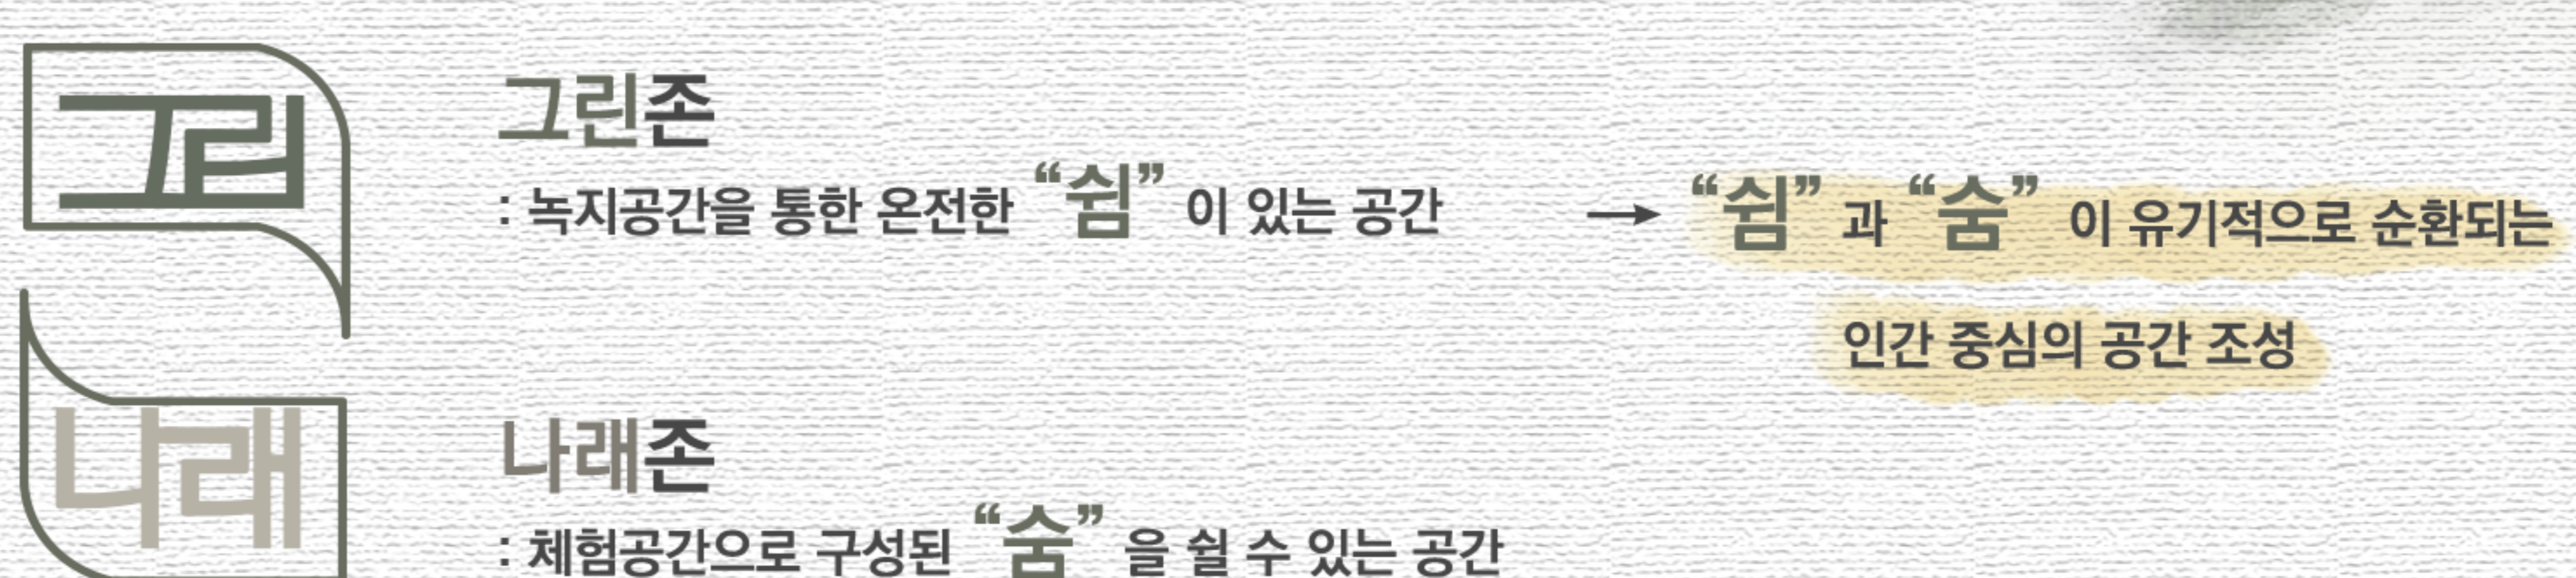 그린
그린존
: 녹지공간을 통한 온전한 “쉼” 이 있는 공간
→ “쉼” 과 “숨” 이 유기적으로 순환되는
인간 중심의 공간 조성
나래
나래존
: 체험공간으로 구성된 “숨” 을 쉴 수 있는 공간